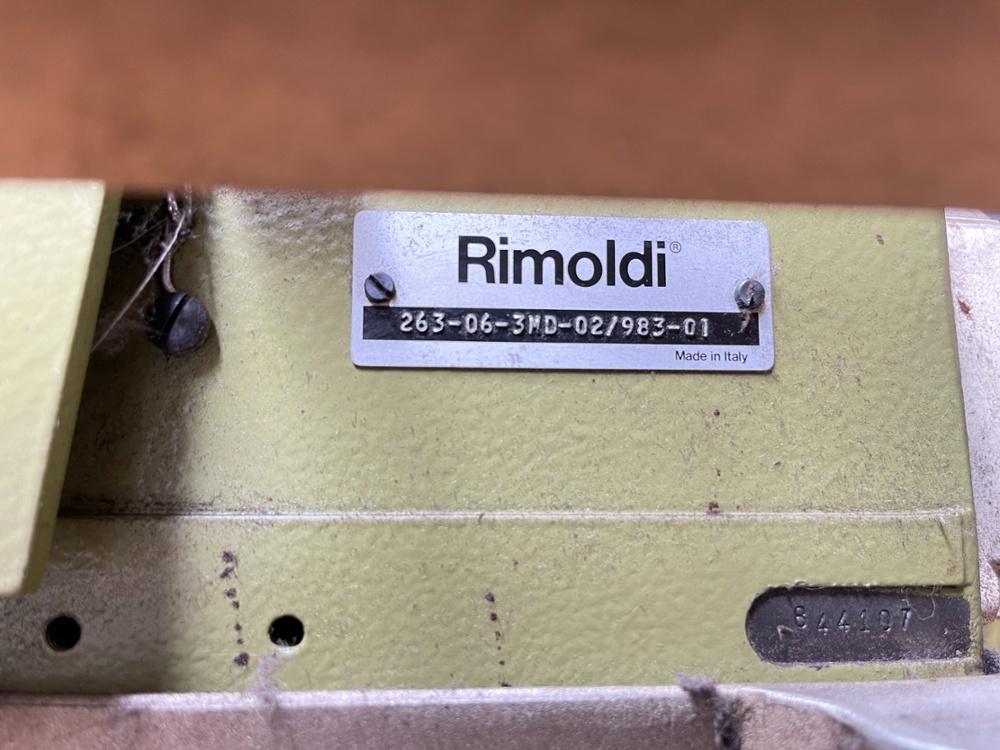 Rimoldi®
263-06-3MD-02/983-01
Made in Italy
844107